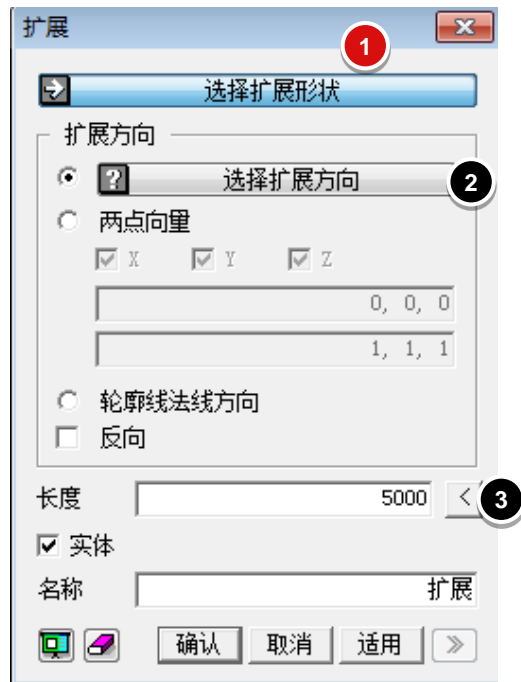 扩展
1
选择扩展形状
扩展方向
? 选择扩展方向 2
两点向量
X Y Z
0, 0, 0
1, 1, 1
轮廓线法线方向
反向
长度 5000 < 3
实体
名称 扩展
确认 取消 适用 >>